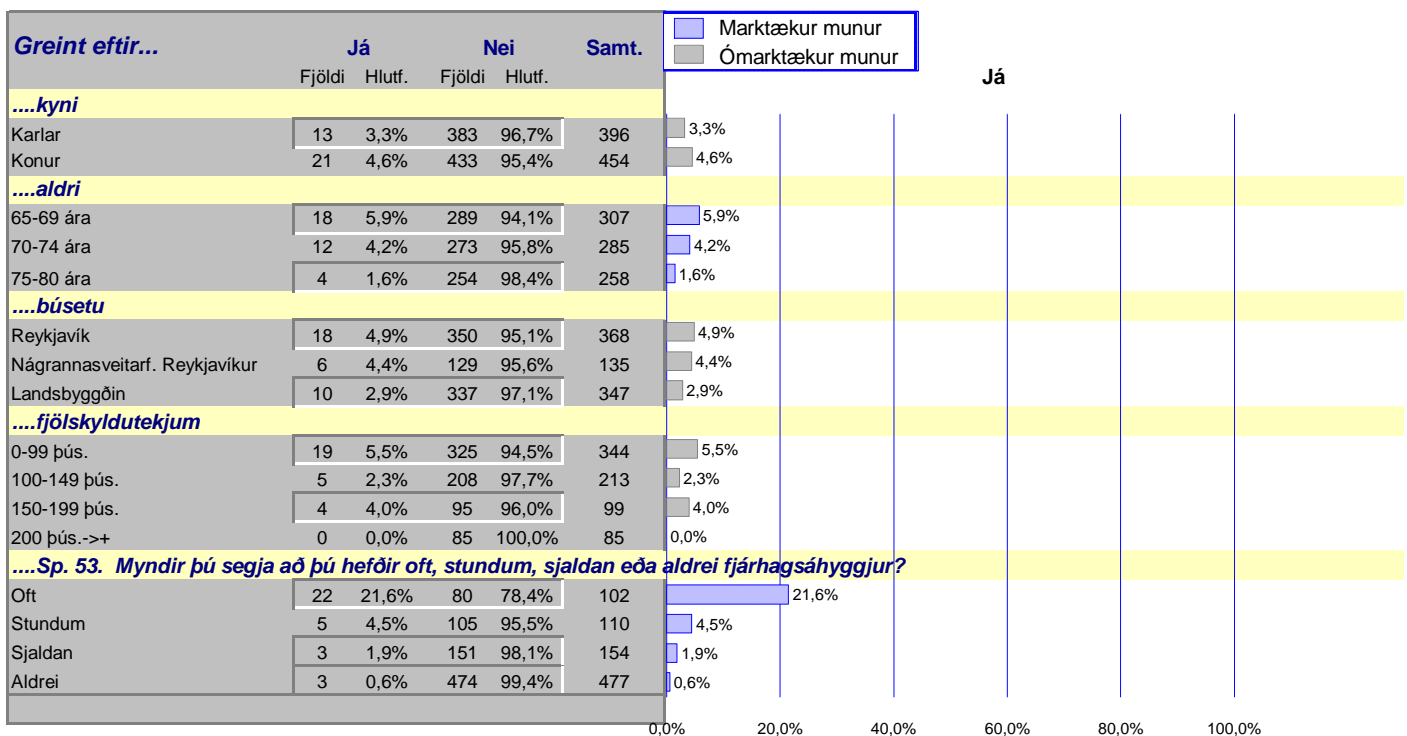 Marktækur munur
Ómarktækur munur
Greint eftir... Já Nei Samt.
Fjöldi Hlutf. Fjöldi Hlutf.
Já
....kyni
Karlar 13 3,3% 383 96,7% 396 3,3%
Konur 21 4,6% 433 95,4% 454 4,6%
....aldri
65-69 ára 18 5,9% 289 94,1% 307 5,9%
70-74 ára 12 4,2% 273 95,8% 285 4,2%
75-80 ára 4 1,6% 254 98,4% 258 1,6%
....búsetu
Reykjavík 18 4,9% 350 95,1% 368 4,9%
Nágrannasveitarf. Reykjavíkur 6 4,4% 129 95,6% 135 4,4%
Landsbyggðin 10 2,9% 337 97,1% 347 2,9%
....fjölskyldutekjum
0-99 þús. 19 5,5% 325 94,5% 344 5,5%
100-149 þús. 5 2,3% 208 97,7% 213 2,3%
150-199 þús. 4 4,0% 95 96,0% 99 4,0%
200 þús.->+ 0 0,0% 85 100,0% 85 0,0%
....Sp. 53. Myndir þú segja að þú hefðir oft, stundum, sjaldan eða aldrei fjárhagsáhyggjur?
Oft 22 21,6% 80 78,4% 102 21,6%
Stundum 5 4,5% 105 95,5% 110 4,5%
Sjaldan 3 1,9% 151 98,1% 154 1,9%
Aldrei 3 0,6% 474 99,4% 477 0,6%
0,0% 20,0% 40,0% 60,0% 80,0% 100,0%